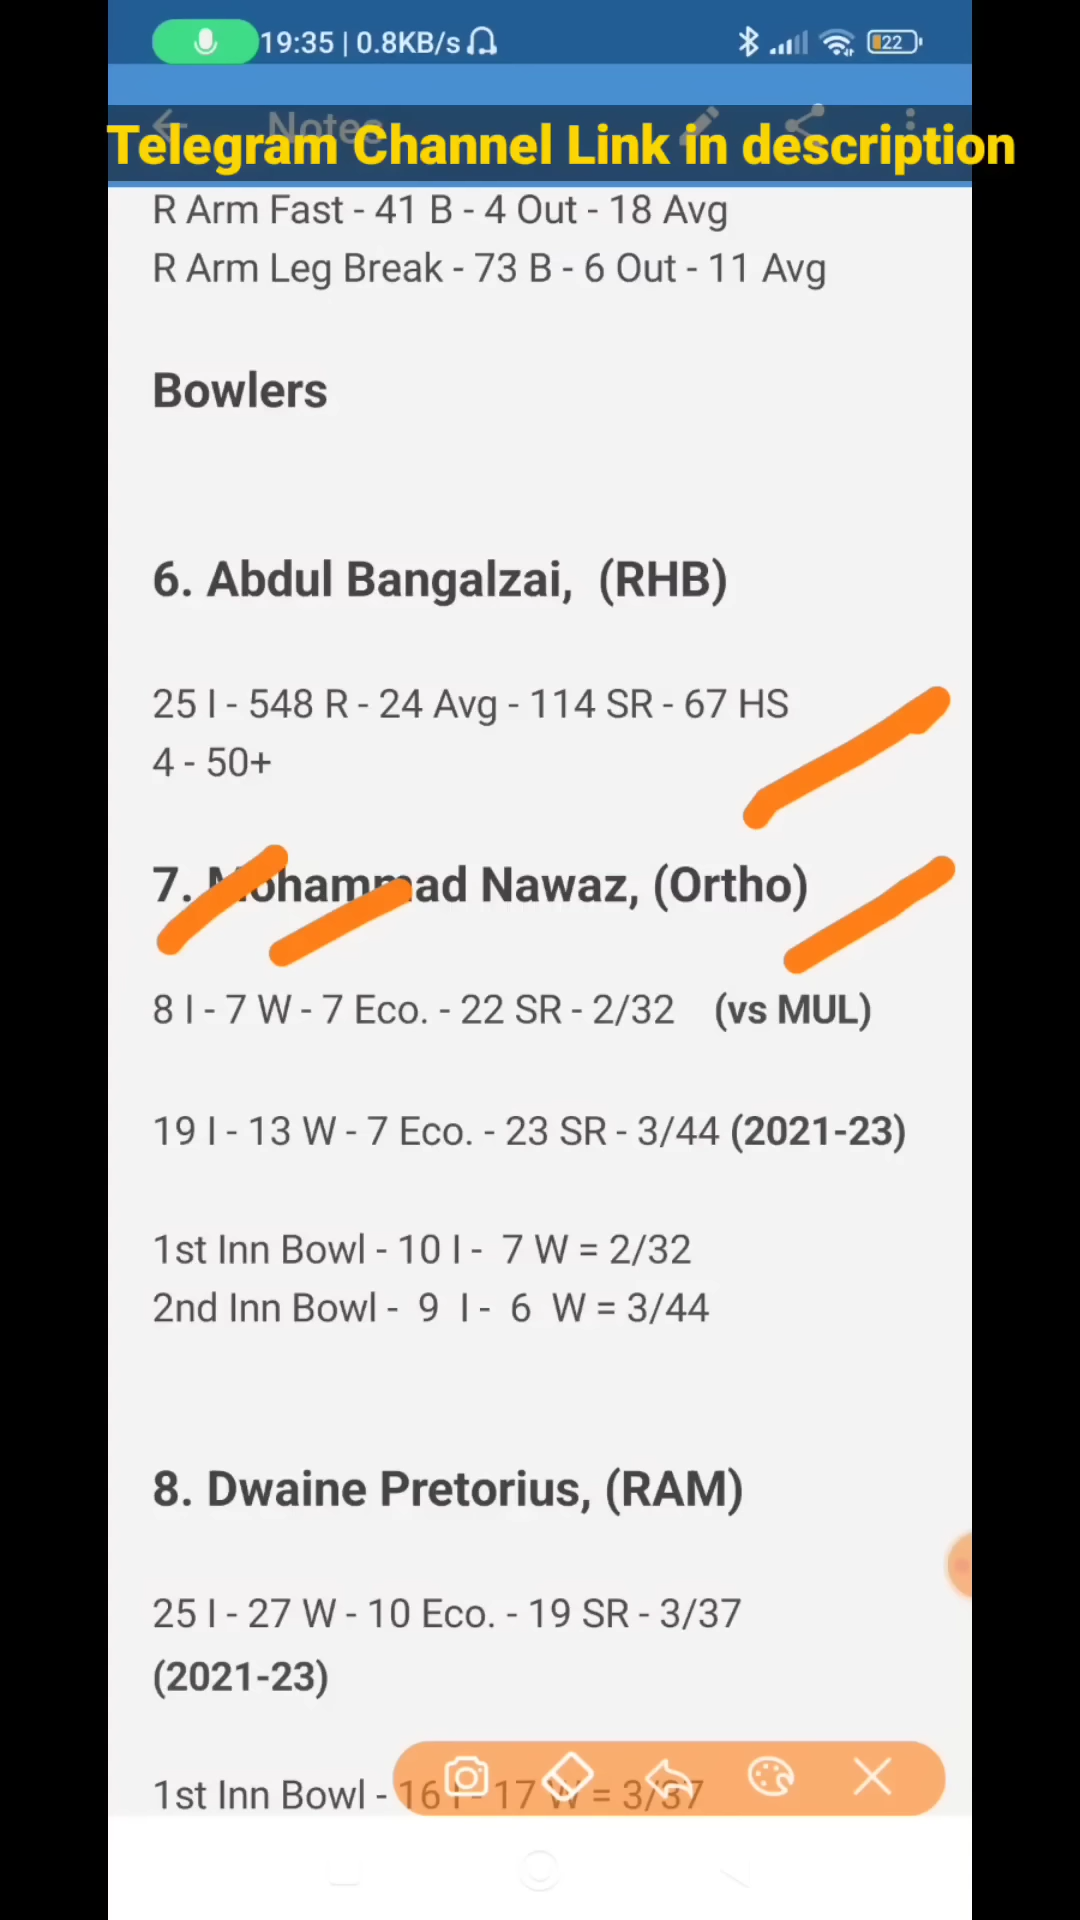 19:35 | 0.8KB/s
22
Notes
Telegram Channel Link in description
R Arm Fast - 41 B - 4 Out - 18 Avg
R Arm Leg Break - 73 B - 6 Out - 11 Avg
Bowlers
6. Abdul Bangalzai, (RHB)
25 I - 548 R - 24 Avg - 114 SR - 67 HS
4 - 50+
7. Mohammad Nawaz, (Ortho)
8 I - 7 W - 7 Eco. - 22 SR - 2/32 (vs MUL)
19 I - 13 W - 7 Eco. - 23 SR - 3/44 (2021-23)
1st Inn Bowl - 10 I - 7 W = 2/32
2nd Inn Bowl - 9 I - 6 W = 3/44
8. Dwaine Pretorius, (RAM)
25 I - 27 W - 10 Eco. - 19 SR - 3/37
(2021-23)
1st Inn Bowl - 16 I - 17 W = 3/37